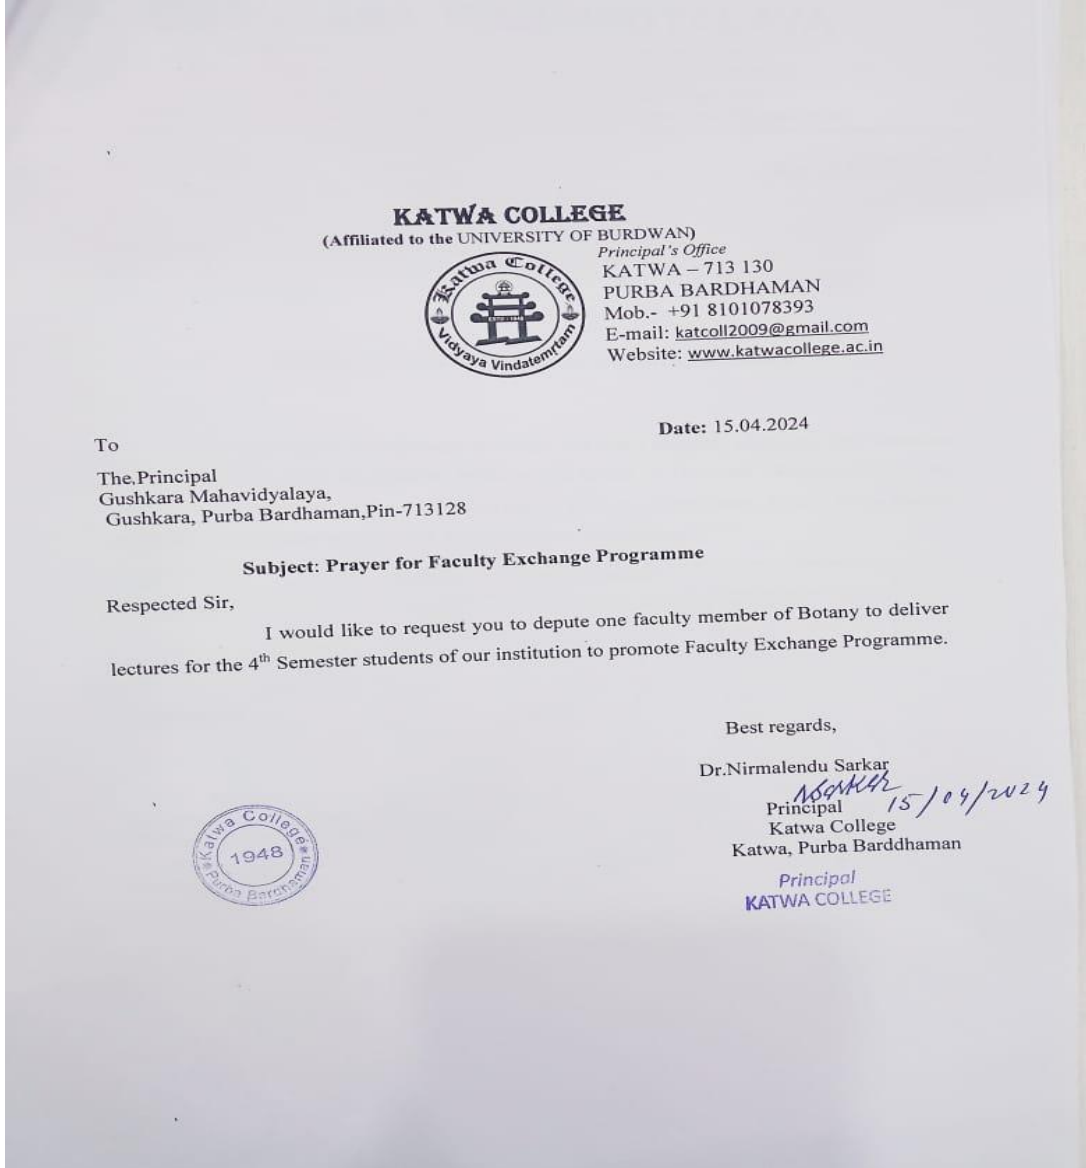 KATWA COLLEGE
(Affiliated to the UNIVERSITY OF BURDWAN)
Katwa College
ESTD - 1948
Vidyaya Vindatemrtam
Principal's Office
KATWA – 713 130
PURBA BARDHAMAN
Mob.- +91 8101078393
E-mail: katcoll2009@gmail.com
Website: www.katwacollege.ac.in
Date: 15.04.2024
To
The,Principal
Gushkara Mahavidyalaya,
Gushkara, Purba Bardhaman,Pin-713128
Subject: Prayer for Faculty Exchange Programme
Respected Sir,
I would like to request you to depute one faculty member of Botany to deliver
lectures for the 4th Semester students of our institution to promote Faculty Exchange Programme.
Best regards,
Dr.Nirmalendu Sarkar
NSarkar
15/04/2024
Principal
Katwa College
Katwa, Purba Barddhaman
Principal
KATWA COLLEGE
Katwa College
1948
Purba Bardhaman